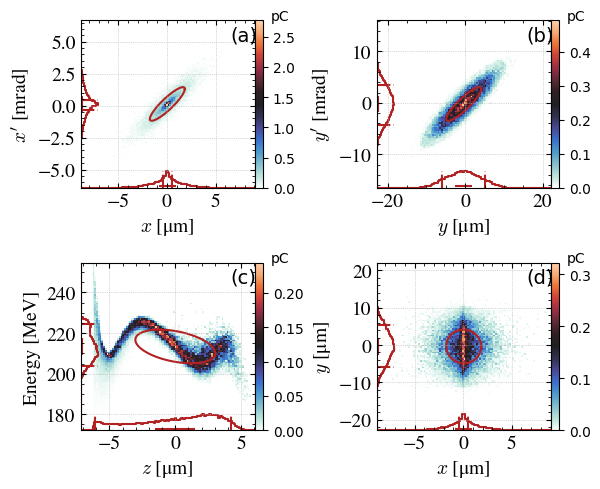 (a) pC
5.0
2.5
0.0
−2.5
−5.0
x′ [mrad]
−5 0 5
x [μm]
2.5
2.0
1.5
1.0
0.5
0.0
(b) pC
10
0
−10
y′ [mrad]
−20 0 20
y [μm]
0.4
0.3
0.2
0.1
0.0
(c) pC
240
220
200
180
Energy [MeV]
−5 0 5
z [μm]
0.20
0.15
0.10
0.05
0.00
(d) pC
20
10
0
−10
−20
y [μm]
−5 0 5
x [μm]
0.3
0.2
0.1
0.0